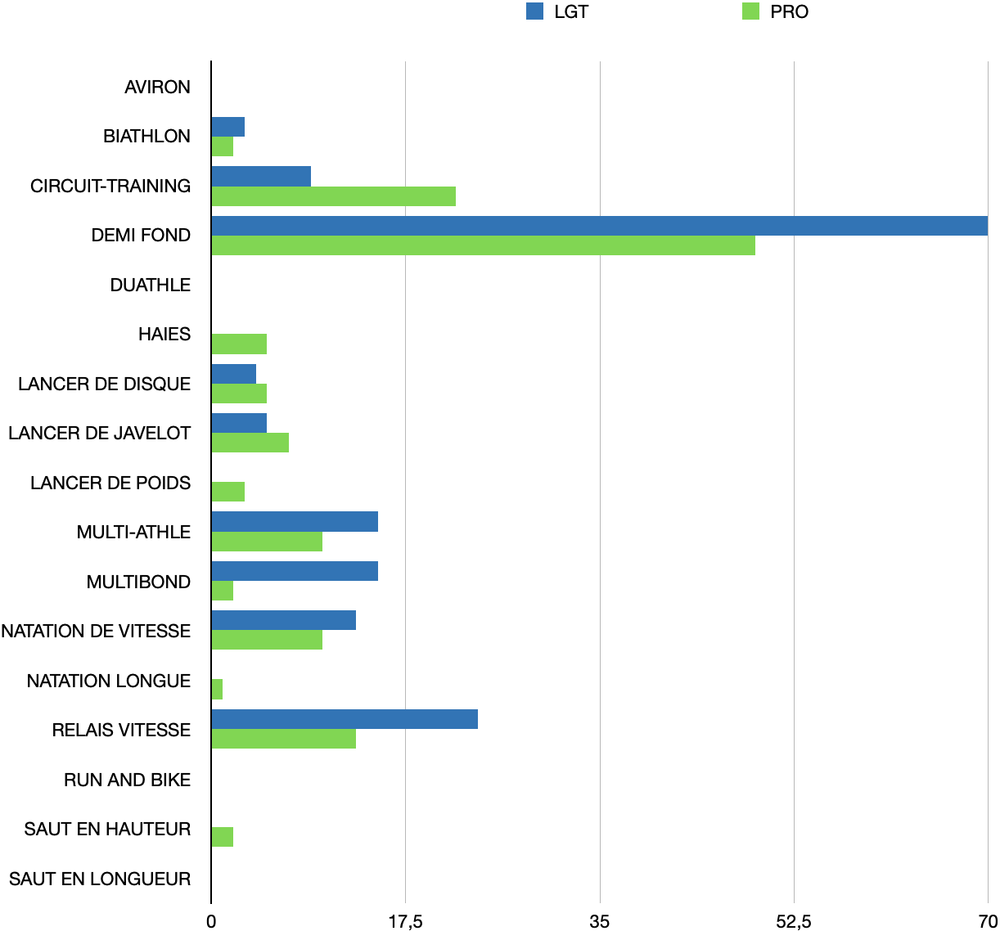 LGT PRO
AVIRON
BIATHLON
CIRCUIT-TRAINING
DEMI FOND
DUATHLE
HAIES
LANCER DE DISQUE
LANCER DE JAVELOT
LANCER DE POIDS
MULTI-ATHLE
MULTIBOND
NATATION DE VITESSE
NATATION LONGUE
RELAIS VITESSE
RUN AND BIKE
SAUT EN HAUTEUR
SAUT EN LONGUEUR
0 17,5 35 52,5 70